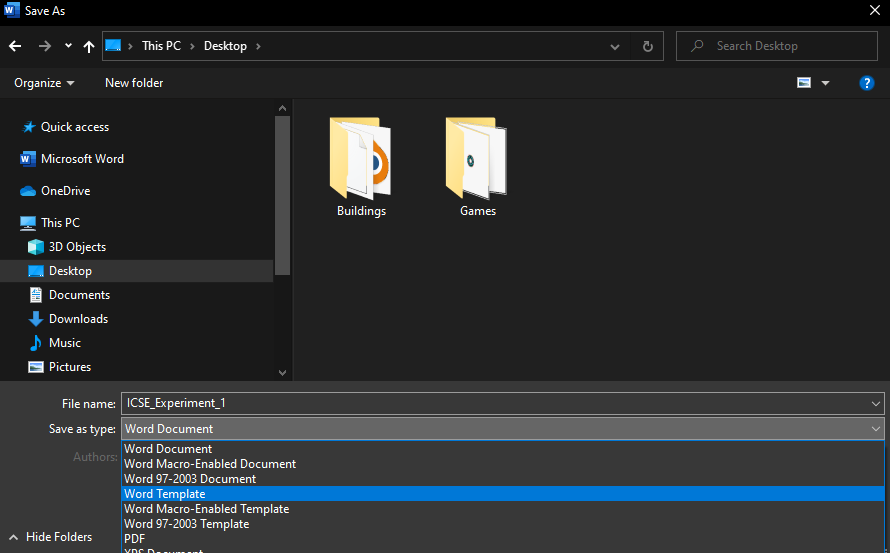 Save As
This PC
Desktop
Search Desktop
Organize
New folder
Quick access
Microsoft Word
OneDrive
This PC
3D Objects
Desktop
Documents
Downloads
Music
Pictures
Buildings
Games
File name: ICSE_Experiment_1
Save as type: Word Document
Authors:
Word Document
Word Macro-Enabled Document
Word 97-2003 Document
Word Template
Word Macro-Enabled Template
Word 97-2003 Template
PDF
XPS Document
Hide Folders